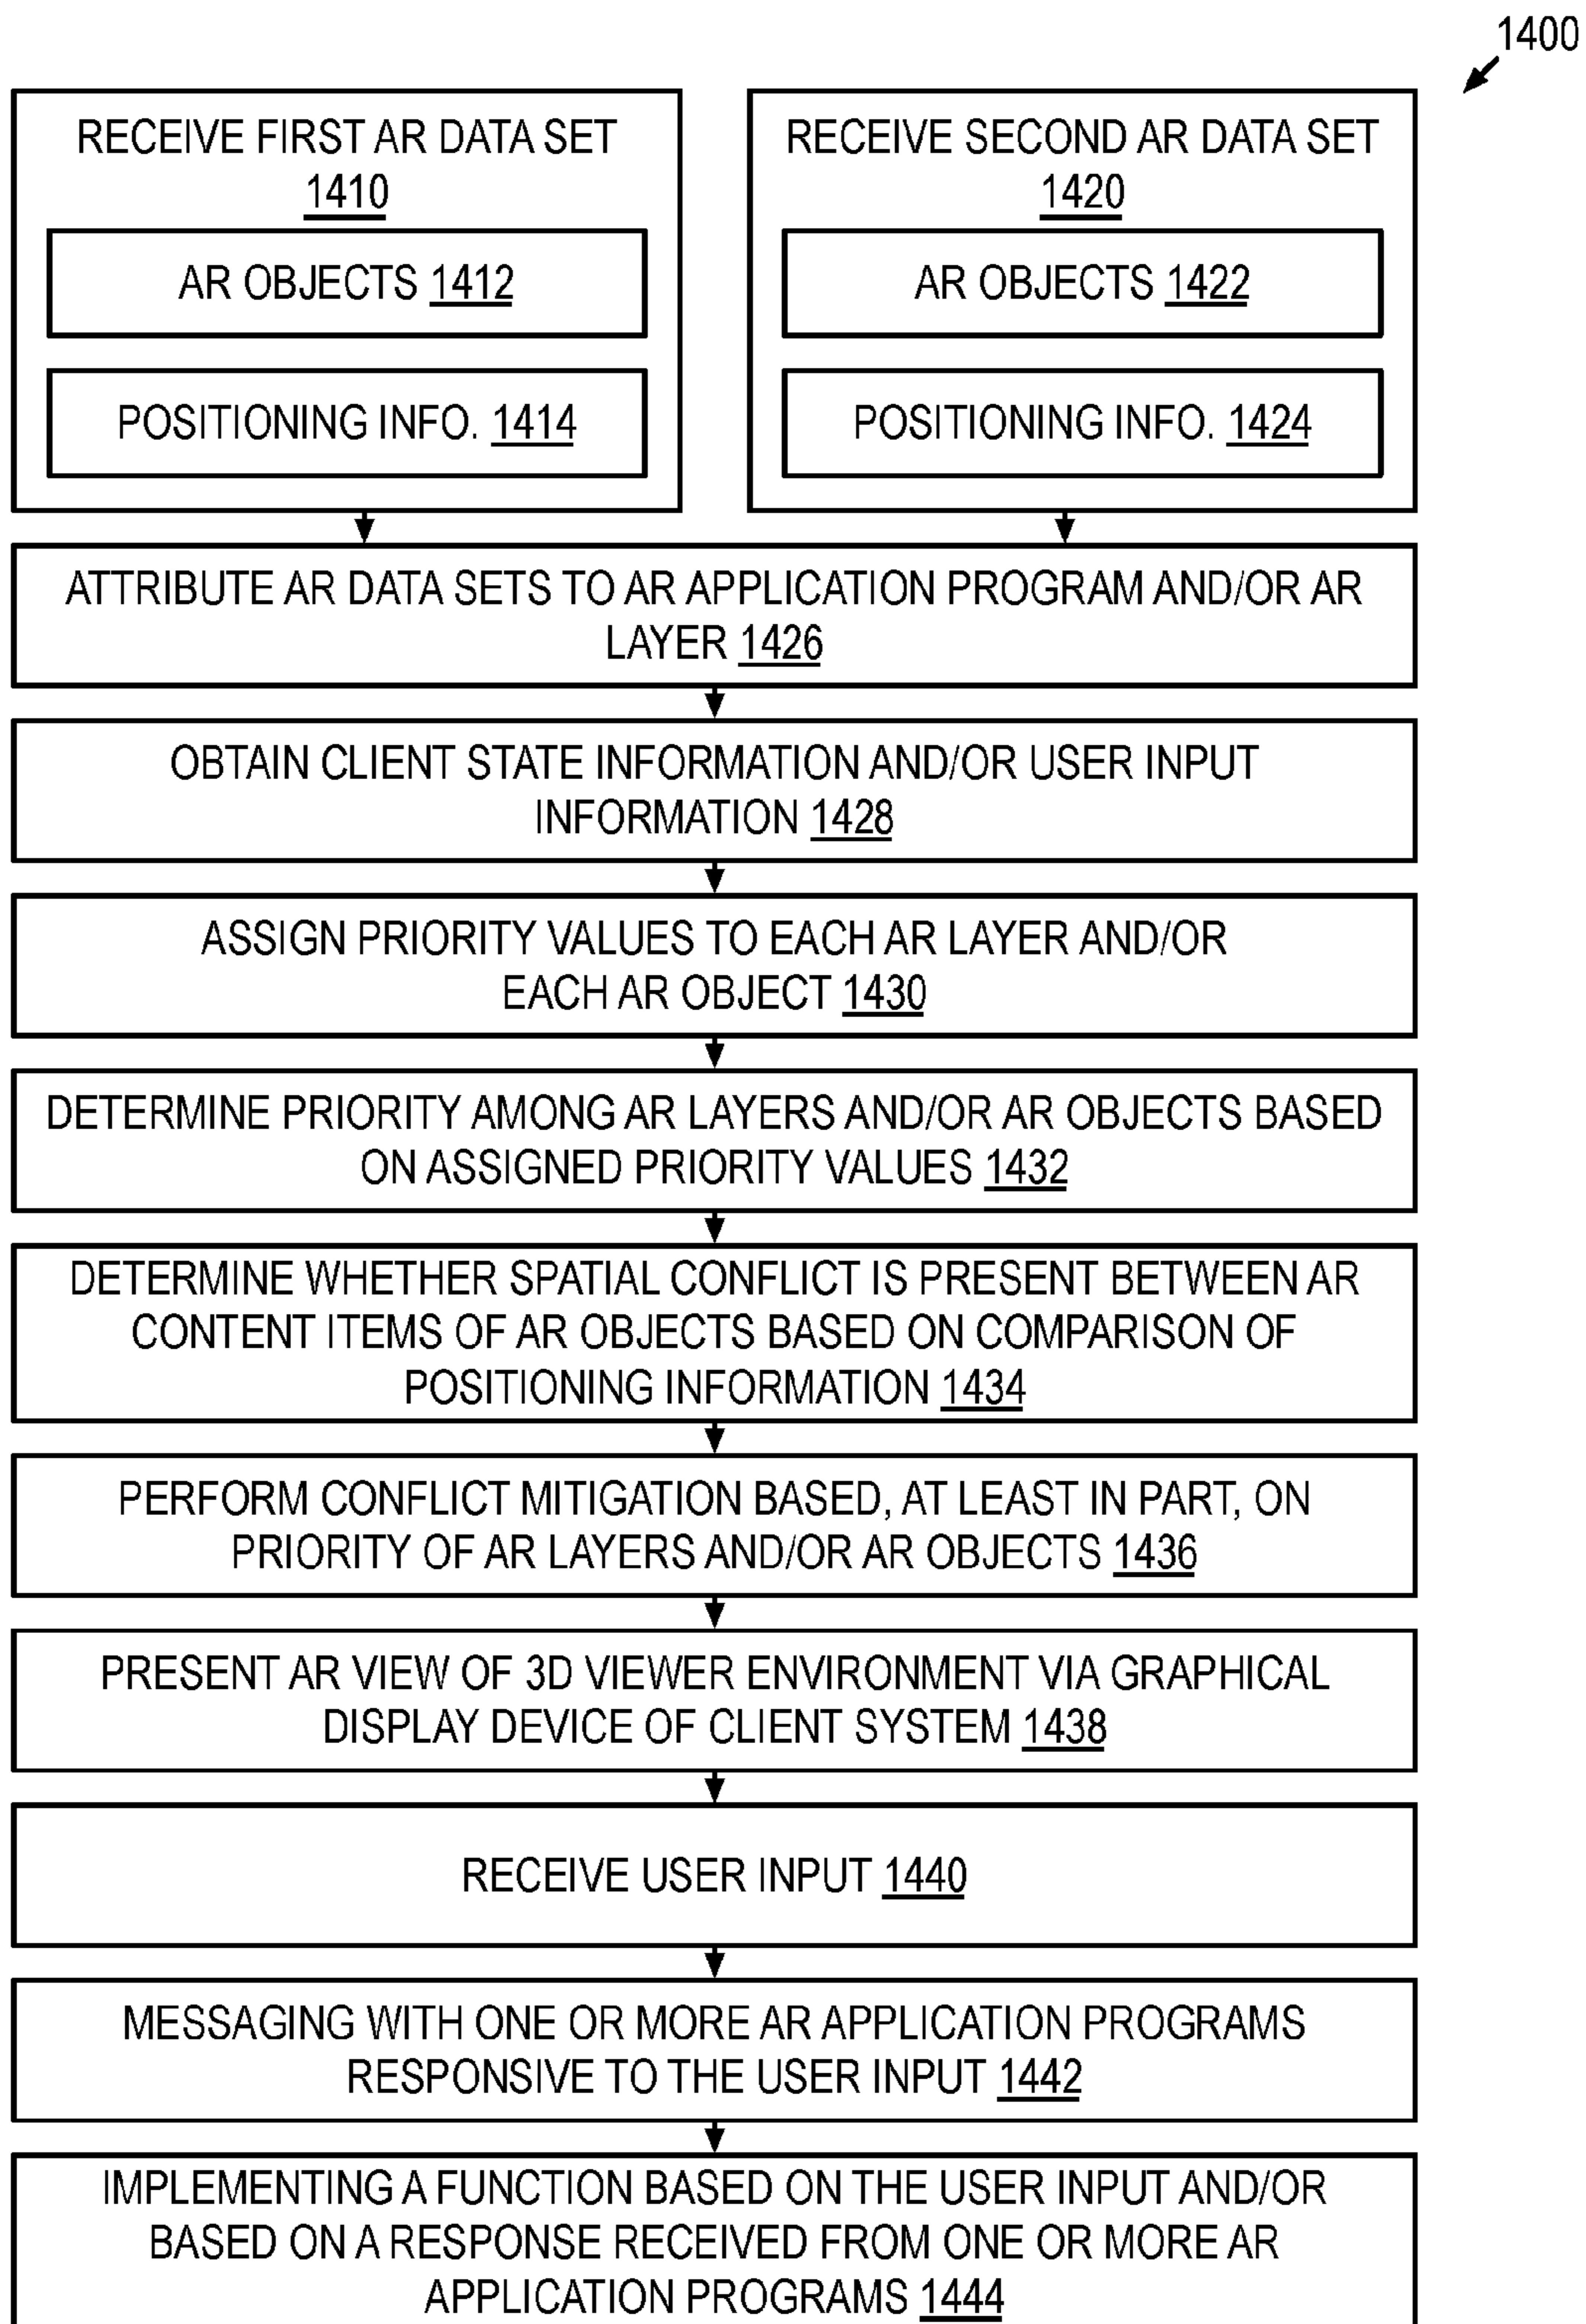 1400
RECEIVE FIRST AR DATA SET
1410
AR OBJECTS 1412
POSITIONING INFO. 1414
RECEIVE SECOND AR DATA SET
1420
AR OBJECTS 1422
POSITIONING INFO. 1424
ATTRIBUTE AR DATA SETS TO AR APPLICATION PROGRAM AND/OR AR
LAYER 1426
OBTAIN CLIENT STATE INFORMATION AND/OR USER INPUT
INFORMATION 1428
ASSIGN PRIORITY VALUES TO EACH AR LAYER AND/OR
EACH AR OBJECT 1430
DETERMINE PRIORITY AMONG AR LAYERS AND/OR AR OBJECTS BASED
ON ASSIGNED PRIORITY VALUES 1432
DETERMINE WHETHER SPATIAL CONFLICT IS PRESENT BETWEEN AR
CONTENT ITEMS OF AR OBJECTS BASED ON COMPARISON OF
POSITIONING INFORMATION 1434
PERFORM CONFLICT MITIGATION BASED, AT LEAST IN PART, ON
PRIORITY OF AR LAYERS AND/OR AR OBJECTS 1436
PRESENT AR VIEW OF 3D VIEWER ENVIRONMENT VIA GRAPHICAL
DISPLAY DEVICE OF CLIENT SYSTEM 1438
RECEIVE USER INPUT 1440
MESSAGING WITH ONE OR MORE AR APPLICATION PROGRAMS
RESPONSIVE TO THE USER INPUT 1442
IMPLEMENTING A FUNCTION BASED ON THE USER INPUT AND/OR
BASED ON A RESPONSE RECEIVED FROM ONE OR MORE AR
APPLICATION PROGRAMS 1444